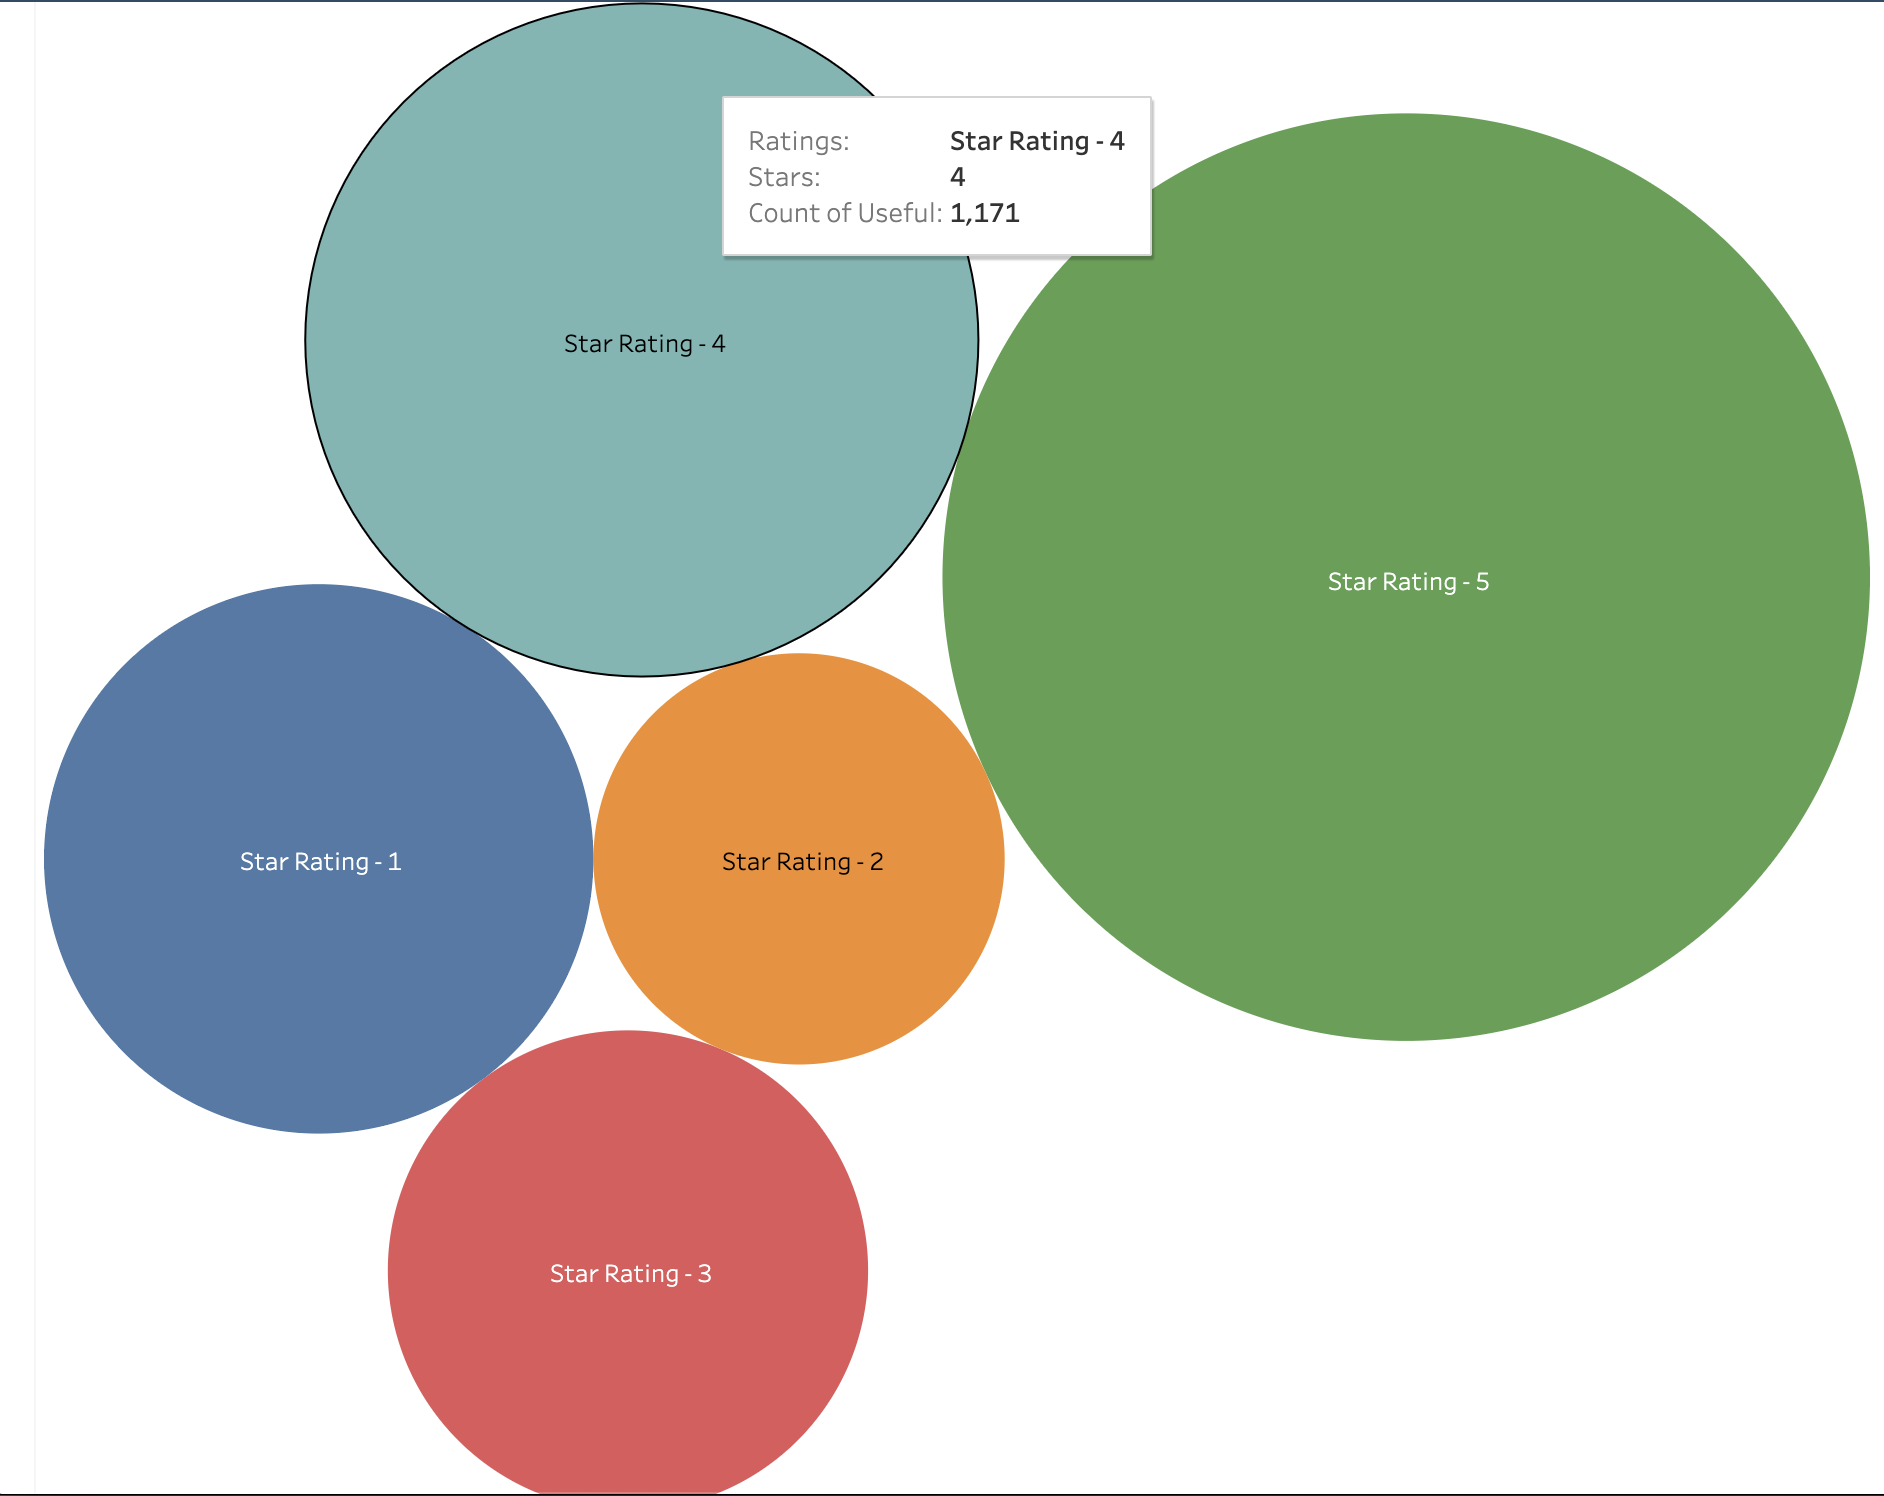 Ratings: Star Rating - 4
Stars: 4
Count of Useful: 1,171
Star Rating - 4
Star Rating - 5
Star Rating - 1
Star Rating - 2
Star Rating - 3